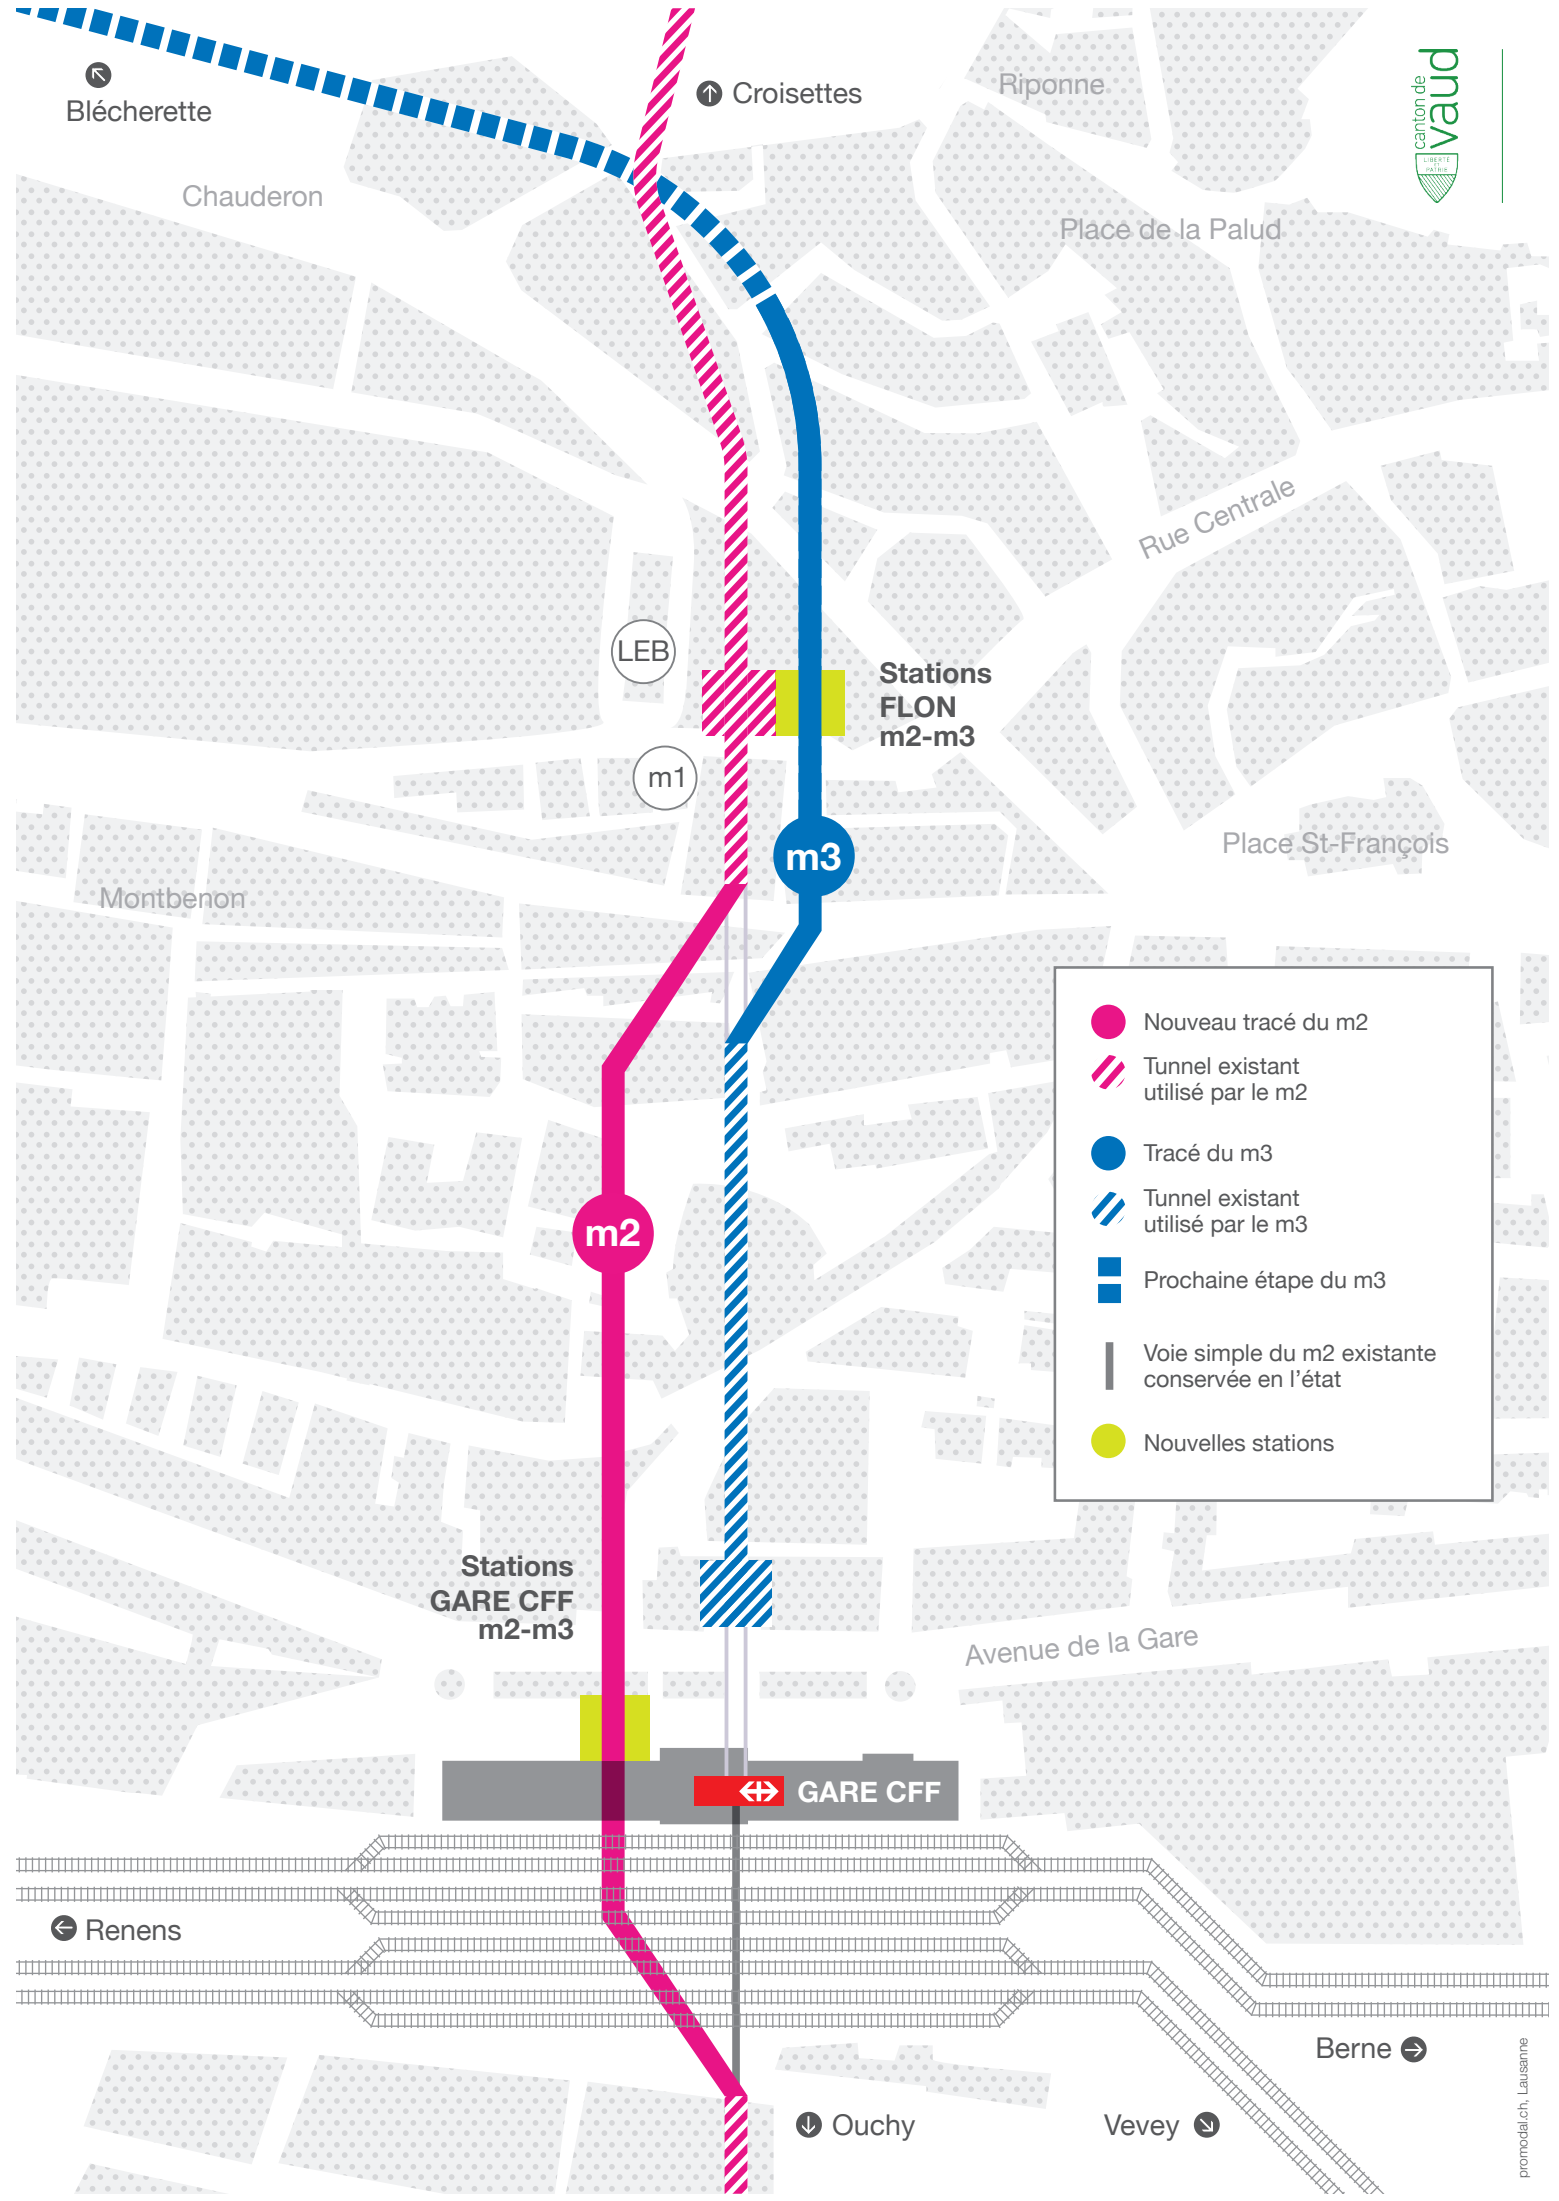 Blécherette
Croisettes
Riponne
canton de
vaud
LIBERTÉ
ET
PATRIE
Chauderon
Place de la Palud
Rue Centrale
LEB
Stations
FLON
m2-m3
m1
m3
Place St-François
Montbenon
Nouveau tracé du m2
Tunnel existant
utilisé par le m2
Tracé du m3
Tunnel existant
utilisé par le m3
Prochaine étape du m3
Voie simple du m2 existante
conservée en l'état
Nouvelles stations
m2
Stations
GARE CFF
m2-m3
Avenue de la Gare
GARE CFF
Renens
Berne
Ouchy
Vevey
promodal.ch, Lausanne